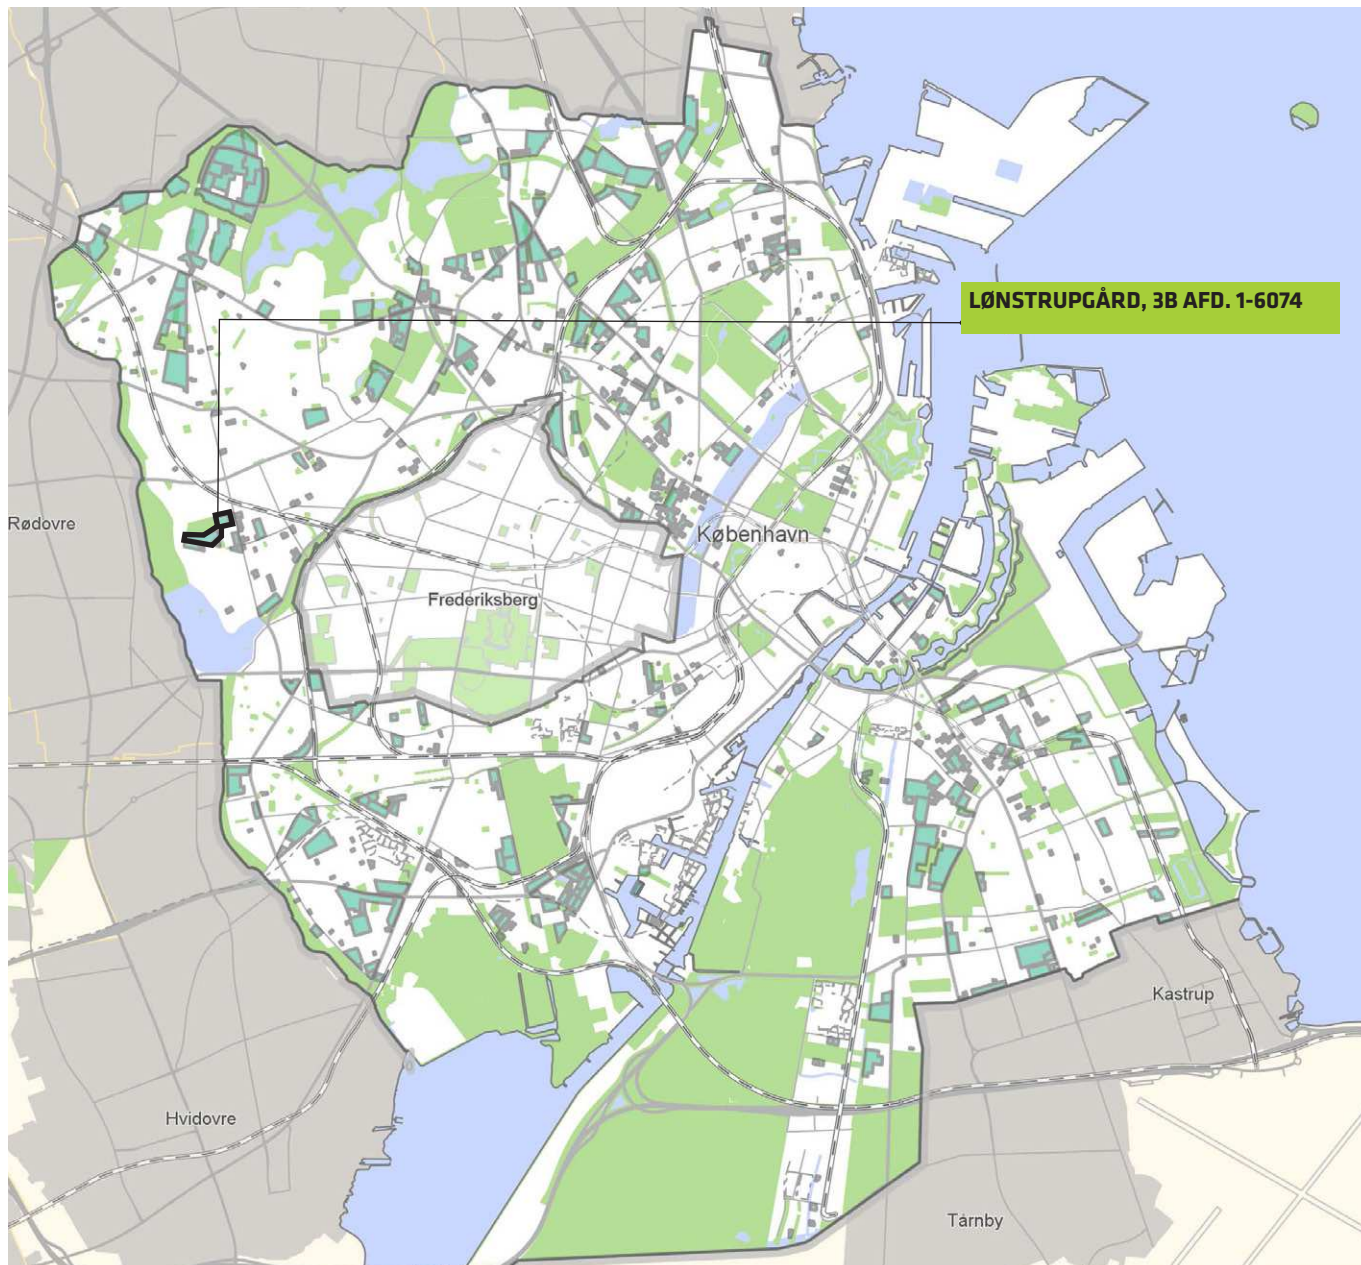 LØNSTRUPGÅRD, 3B AFD. 1-6074
Rødovre
København
Frederiksberg
Kastrup
Hvidovre
Tårnby